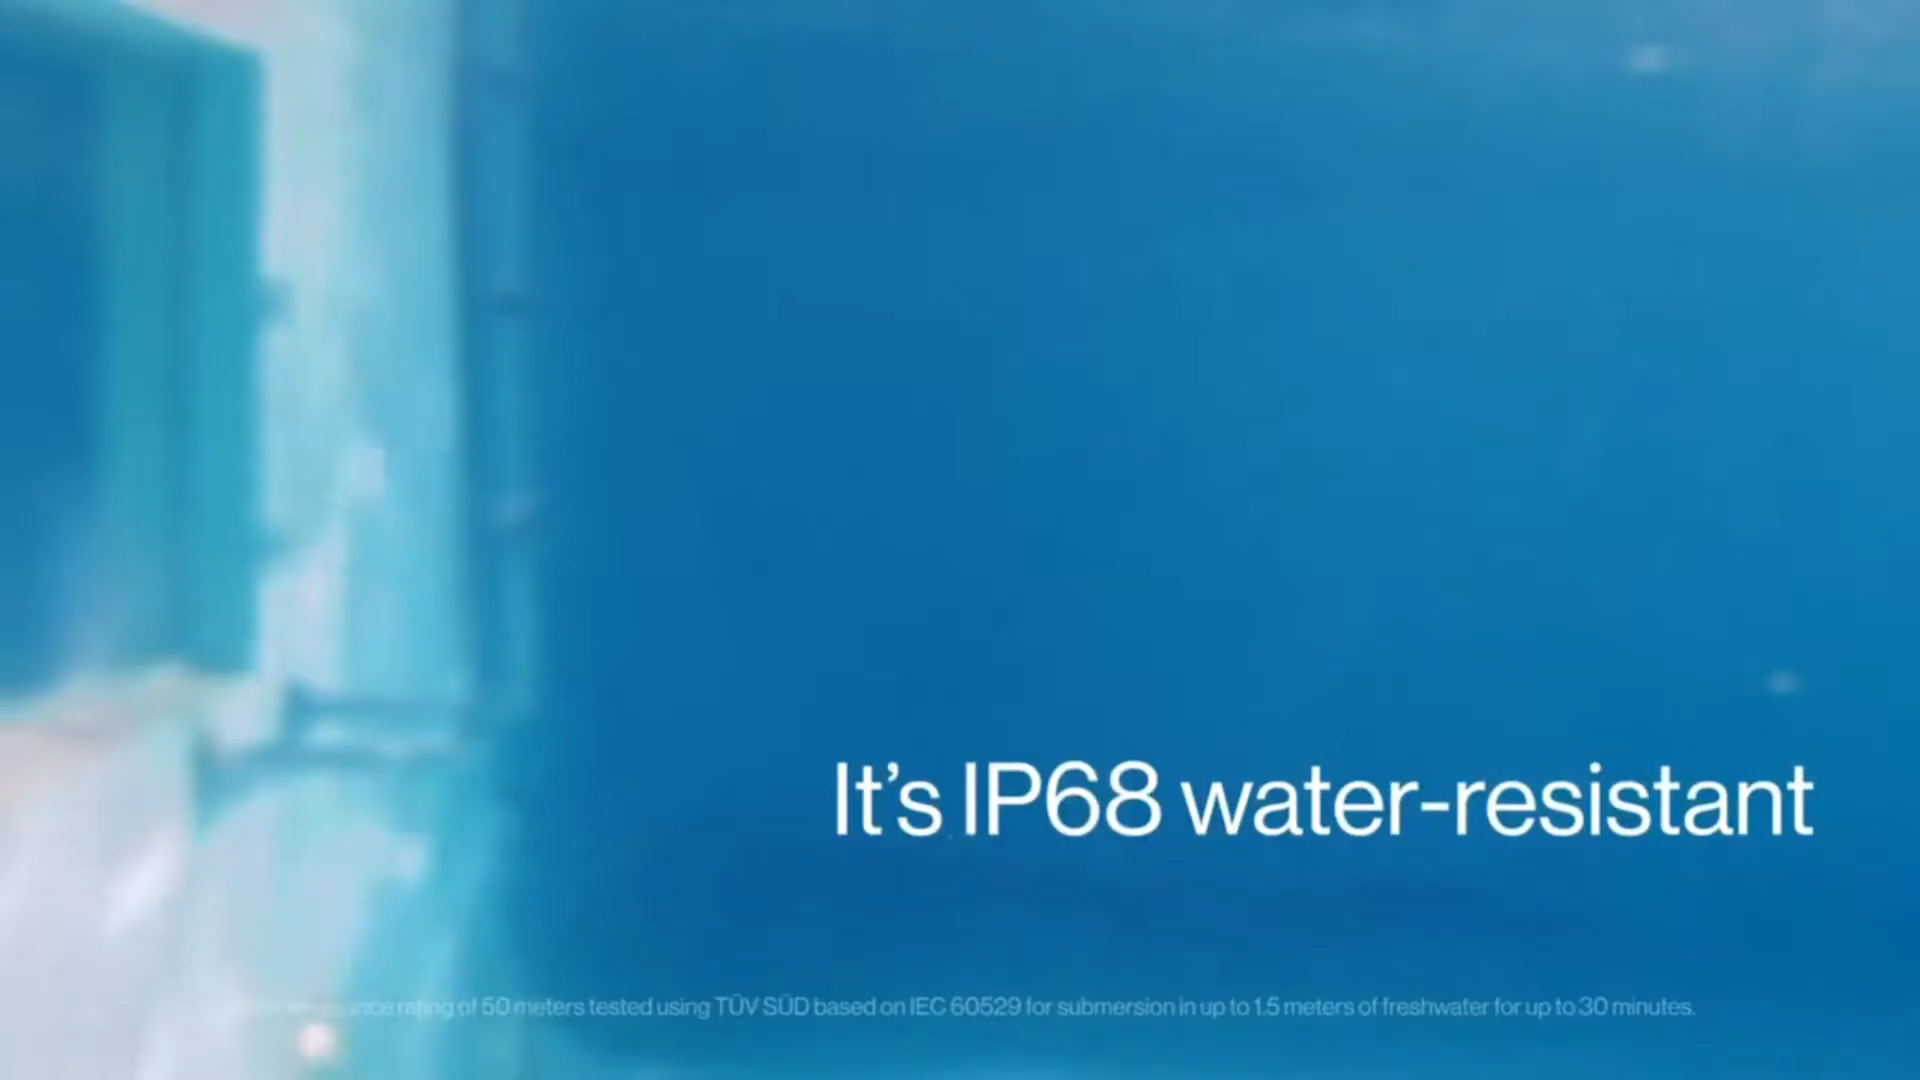 It's IP68 water-resistant
rating of 50 meters tested using TÜV SÜD based on IEC 60529 for submersion in up to 1.5 meters of freshwater for up to 30 minutes.